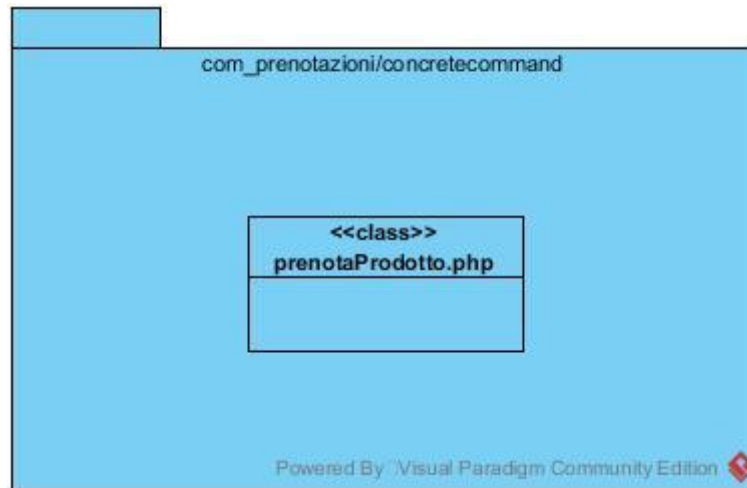 com_prenotazioni/concretecommand
<<class>>
prenotaProdotto.php
Powered By Visual Paradigm Community Edition